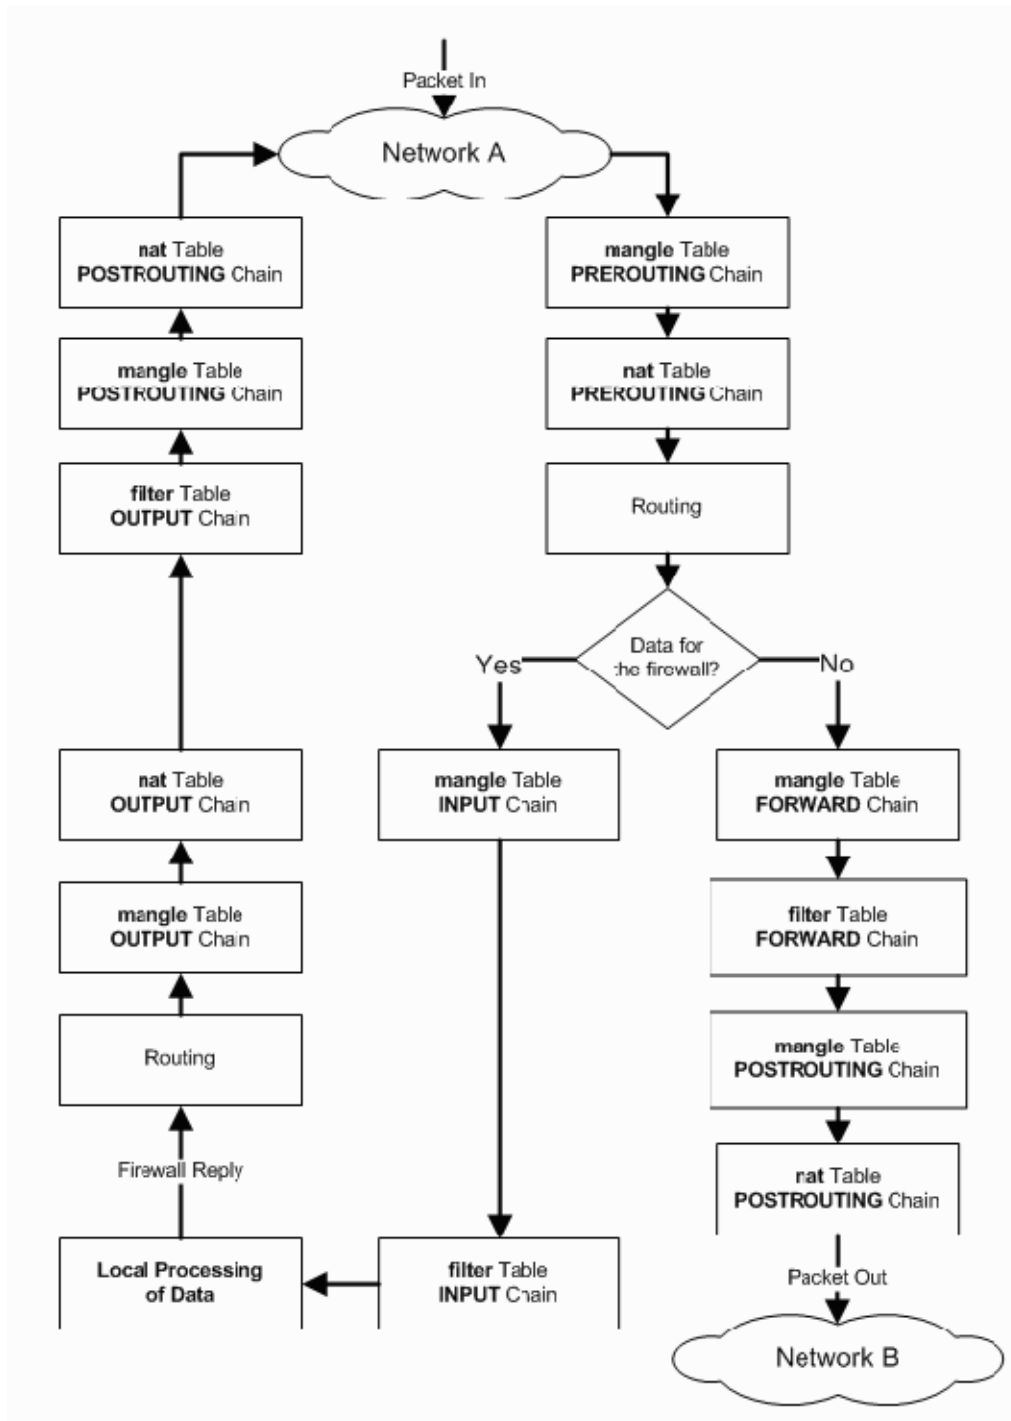 Packet In
Network A
nat Table
POSTROUTING Chain
mangle Table
PREROUTING Chain
mangle Table
POSTROUTING Chain
nat Table
PREROUTING Chain
filter Table
OUTPUT Chain
Routing
Data for
the firewall?
Yes
No
nat Table
OUTPUT Chain
mangle Table
INPUT Chain
mangle Table
FORWARD Chain
mangle Table
OUTPUT Chain
filter Table
FORWARD Chain
Routing
mangle Table
POSTROUTING Chain
Firewall Reply
nat Table
POSTROUTING Chain
Local Processing
of Data
filter Table
INPUT Chain
Packet Out
Network B